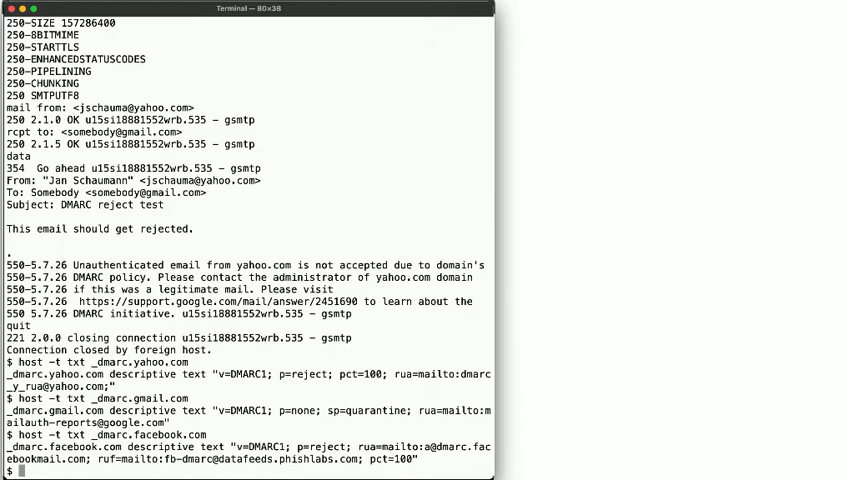 Terminal — 80×38
250-SIZE 157286400
250-8BITMIME
250-STARTTLS
250-ENHANCEDSTATUSCODES
250-PIPELINING
250-CHUNKING
250 SMTPUTF8
mail from: <jschauma@yahoo.com>
250 2.1.0 OK u15si18881552wrb.535 - gsmtp
rcpt to: <somebody@gmail.com>
250 2.1.5 OK u15si18881552wrb.535 - gsmtp
data
354  Go ahead u15si18881552wrb.535 - gsmtp
From: "Jan Schaumann" <jschauma@yahoo.com>
To: Somebody <somebody@gmail.com>
Subject: DMARC reject test
This email should get rejected.
.
550-5.7.26 Unauthenticated email from yahoo.com is not accepted due to domain's
550-5.7.26 DMARC policy. Please contact the administrator of yahoo.com domain
550-5.7.26 if this was a legitimate mail. Please visit
550-5.7.26  https://support.google.com/mail/answer/2451690 to learn about the
550 5.7.26 DMARC initiative. u15si18881552wrb.535 - gsmtp
quit
221 2.0.0 closing connection u15si18881552wrb.535 - gsmtp
Connection closed by foreign host.
$ host -t txt _dmarc.yahoo.com
_dmarc.yahoo.com descriptive text "v=DMARC1; p=reject; pct=100; rua=mailto:dmarc
_y_rua@yahoo.com;"
$ host -t txt _dmarc.gmail.com
_dmarc.gmail.com descriptive text "v=DMARC1; p=none; sp=quarantine; rua=mailto:m
ailauth-reports@google.com"
$ host -t txt _dmarc.facebook.com
_dmarc.facebook.com descriptive text "v=DMARC1; p=reject; rua=mailto:a@dmarc.fac
ebookmail.com; ruf=mailto:fb-dmarc@datafeeds.phishlabs.com; pct=100"
$